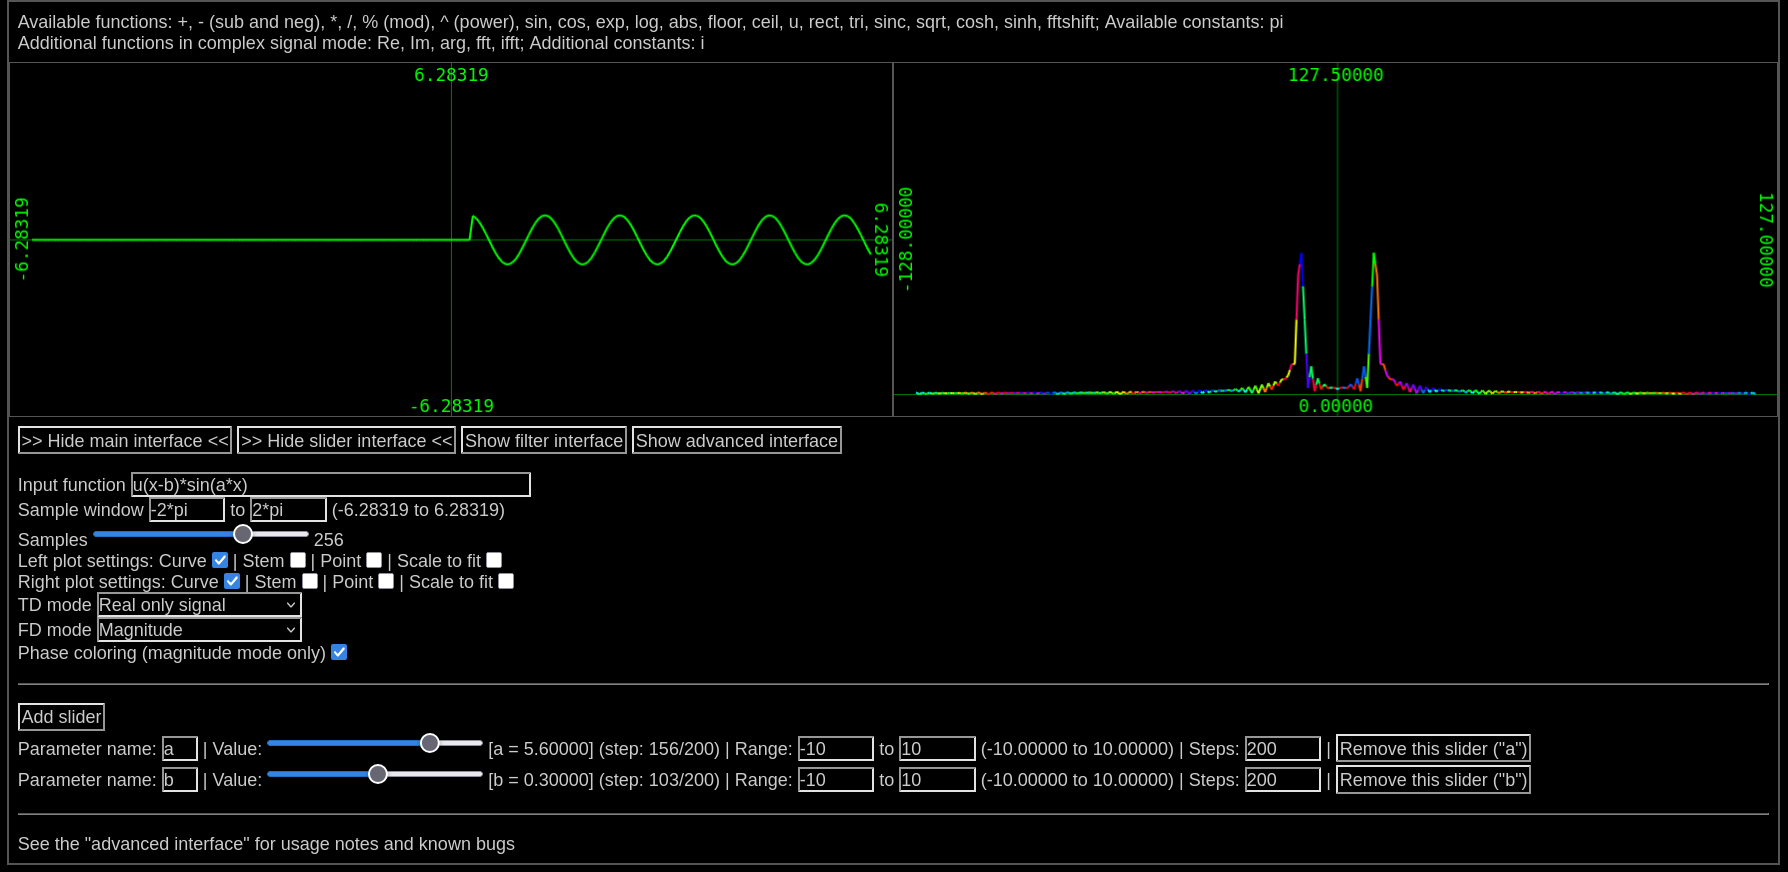 Available functions: +, - (sub and neg), *, /, % (mod), ^ (power), sin, cos, exp, log, abs, floor, ceil, u, rect, tri, sinc, sqrt, cosh, sinh, fftshift; Available constants: pi
Additional functions in complex signal mode: Re, Im, arg, fft, ifft; Additional constants: i
6.28319
-6.28319
6.28319
-6.28319
127.50000
-128.00000
127.00000
0.00000
>> Hide main interface << >> Hide slider interface << Show filter interface Show advanced interface
Input function u(x-b)*sin(a*x)
Sample window -2*pi to 2*pi (-6.28319 to 6.28319)
Samples 256
Left plot settings: Curve | Stem | Point | Scale to fit
Right plot settings: Curve | Stem | Point | Scale to fit
TD mode Real only signal
FD mode Magnitude
Phase coloring (magnitude mode only)
Add slider
Parameter name: a | Value: [a = 5.60000] (step: 156/200) | Range: -10 to 10 (-10.00000 to 10.00000) | Steps: 200 | Remove this slider ("a")
Parameter name: b | Value: [b = 0.30000] (step: 103/200) | Range: -10 to 10 (-10.00000 to 10.00000) | Steps: 200 | Remove this slider ("b")
See the "advanced interface" for usage notes and known bugs